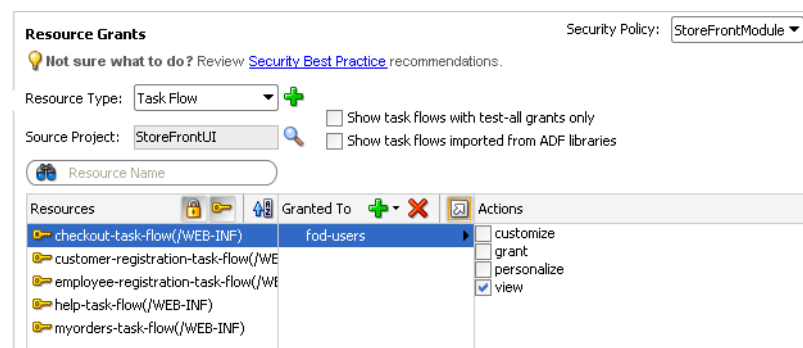 Resource Grants
Security Policy: StoreFrontModule
Not sure what to do? Review Security Best Practice recommendations.
Resource Type: Task Flow
Show task flows with test-all grants only
Source Project: StoreFrontUI
Show task flows imported from ADF libraries
Resource Name
Resources Granted To Actions
checkout-task-flow(/WEB-INF) fod-users customize
customer-registration-task-flow(/WE grant
employee-registration-task-flow(/WE personalize
help-task-flow(/WEB-INF) view
myorders-task-flow(/WEB-INF)